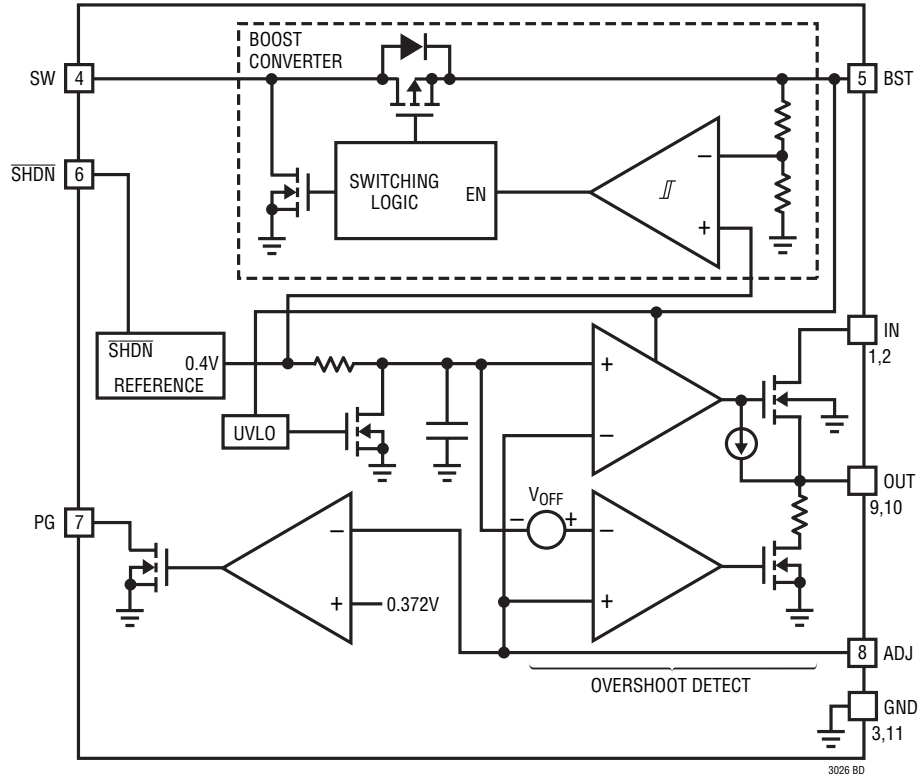 BOOST
CONVERTER
SW 4
5 BST
SHDN 6
SWITCHING
LOGIC
EN
−
+
SHDN
0.4V
REFERENCE
UVLO
+
−
IN
1,2
OUT
9,10
PG 7
−
+ 0.372V
VOFF
− +
−
+
8 ADJ
OVERSHOOT DETECT
GND
3,11
3026 BD